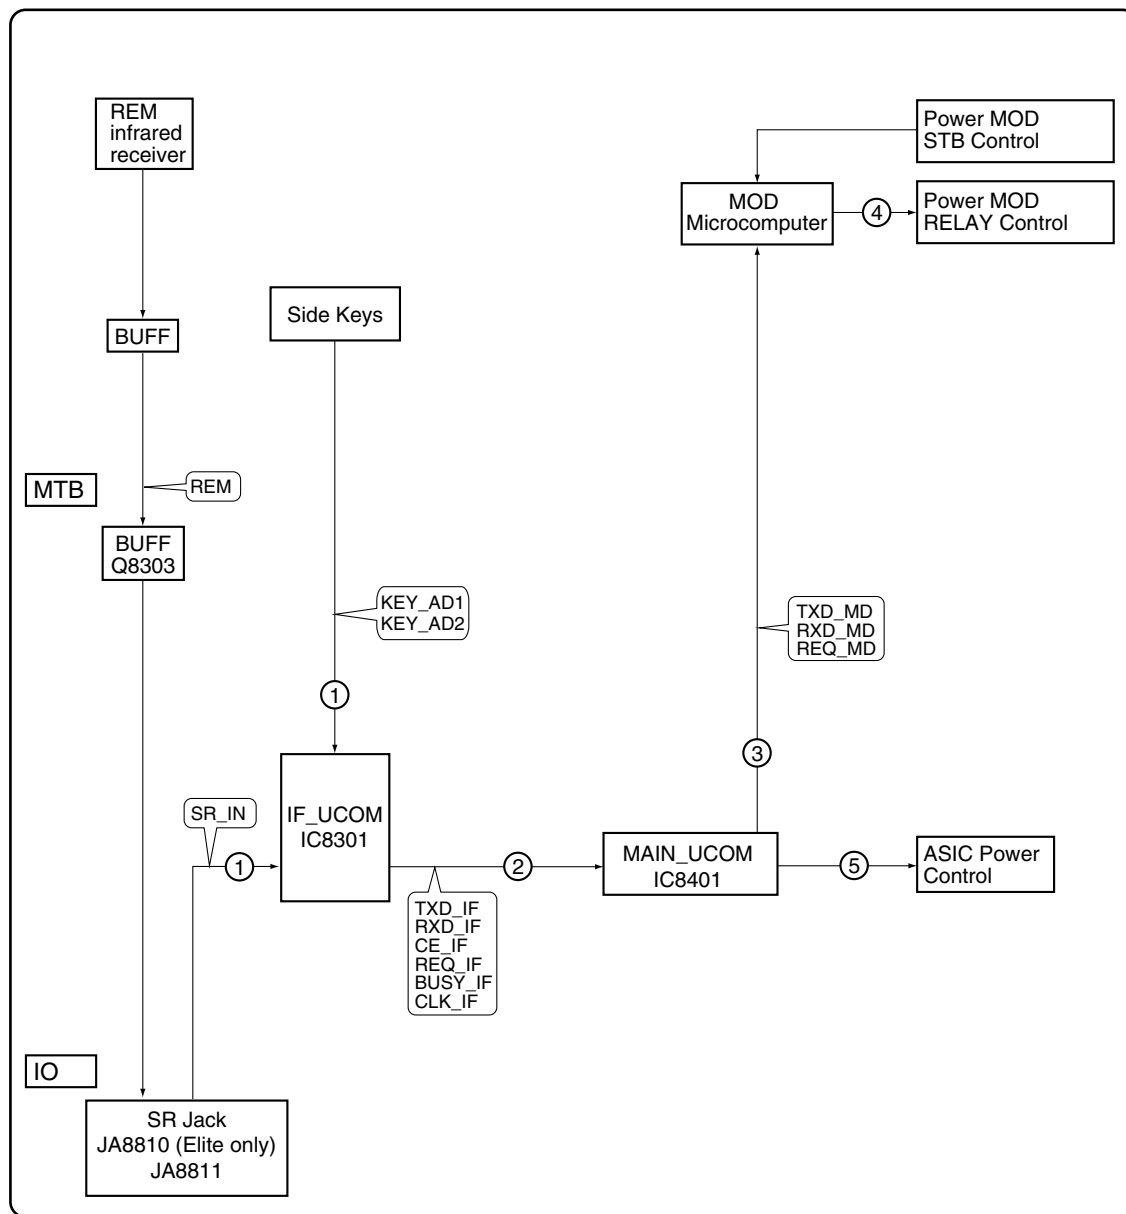 REM
infrared
receiver
Power MOD
STB Control
MOD
Microcomputer
4
Power MOD
RELAY Control
Side Keys
BUFF
MTB
REM
BUFF
Q8303
KEY_AD1
KEY_AD2
TXD_MD
RXD_MD
REQ_MD
1
3
SR_IN
IF_UCOM
IC8301
1
2
MAIN_UCOM
IC8401
5
ASIC Power
Control
TXD_IF
RXD_IF
CE_IF
REQ_IF
BUSY_IF
CLK_IF
IO
SR Jack
JA8810 (Elite only)
JA8811